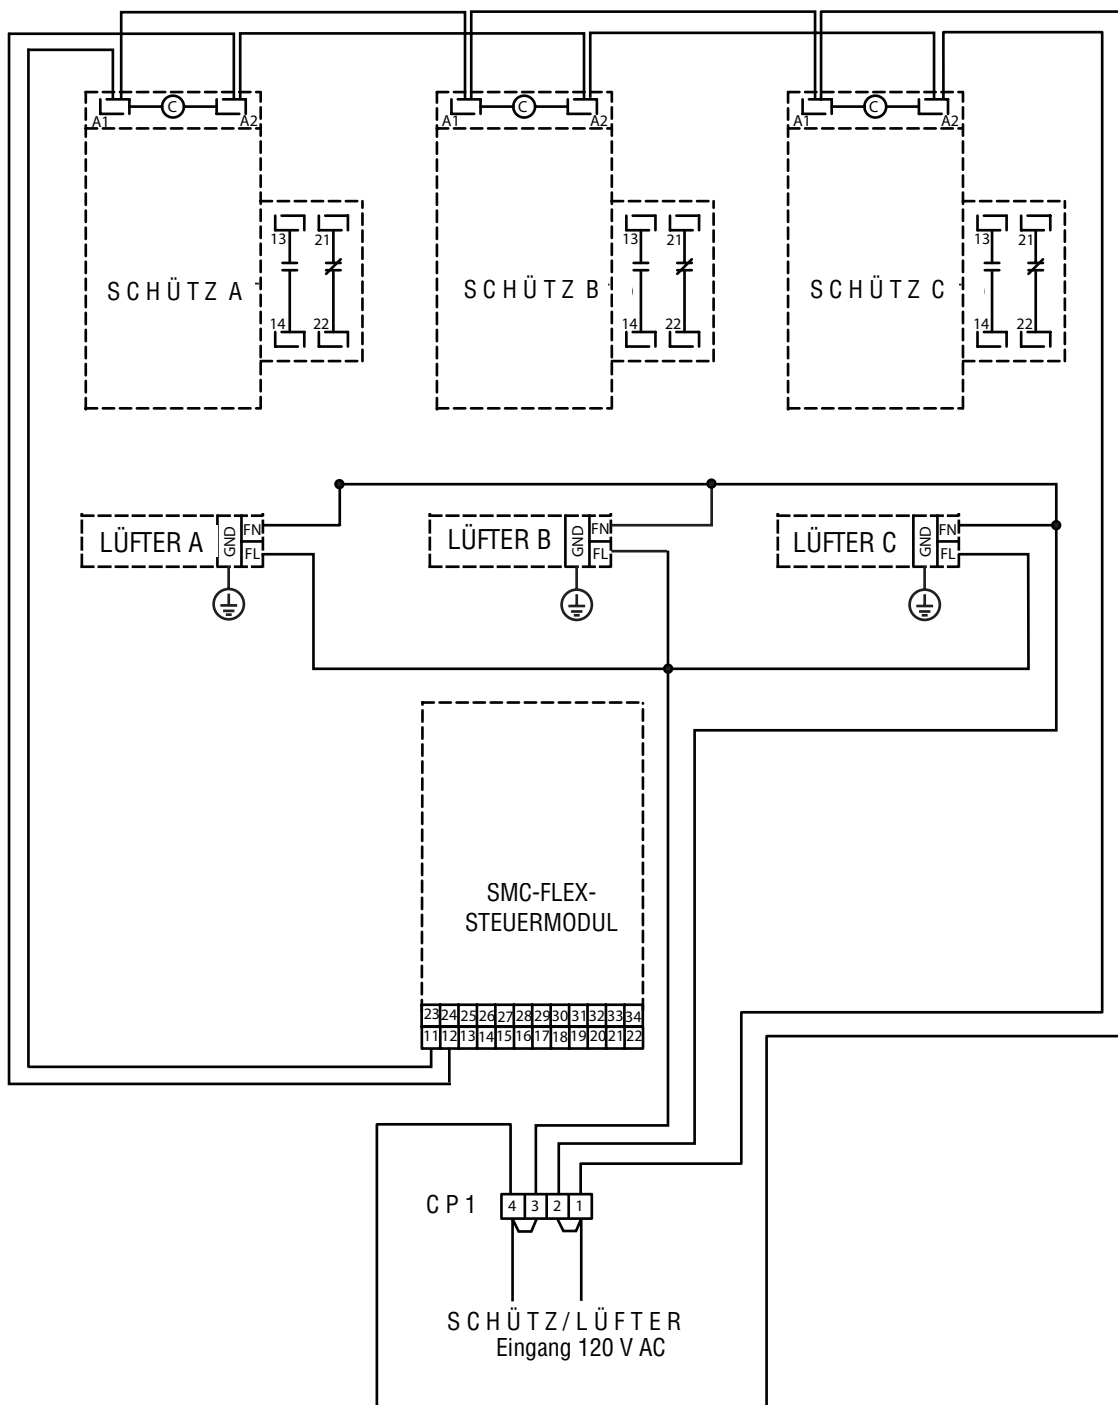 C C C
A1 A2 A1 A2 A1 A2
13 21 13 21 13 21
SCHÜTZ A SCHÜTZ B SCHÜTZ C
14 22 14 22 14 22
LÜFTER A GND FN FL
LÜFTER B GND FN FL
LÜFTER C GND FN FL
SMC-FLEX-
STEUERMODUL
23 24 25 26 27 28 29 30 31 32 33 34
11 12 13 14 15 16 17 18 19 20 21 22
CP1 4 3 2 1
SCHÜTZ/LÜFTER
Eingang 120 V AC